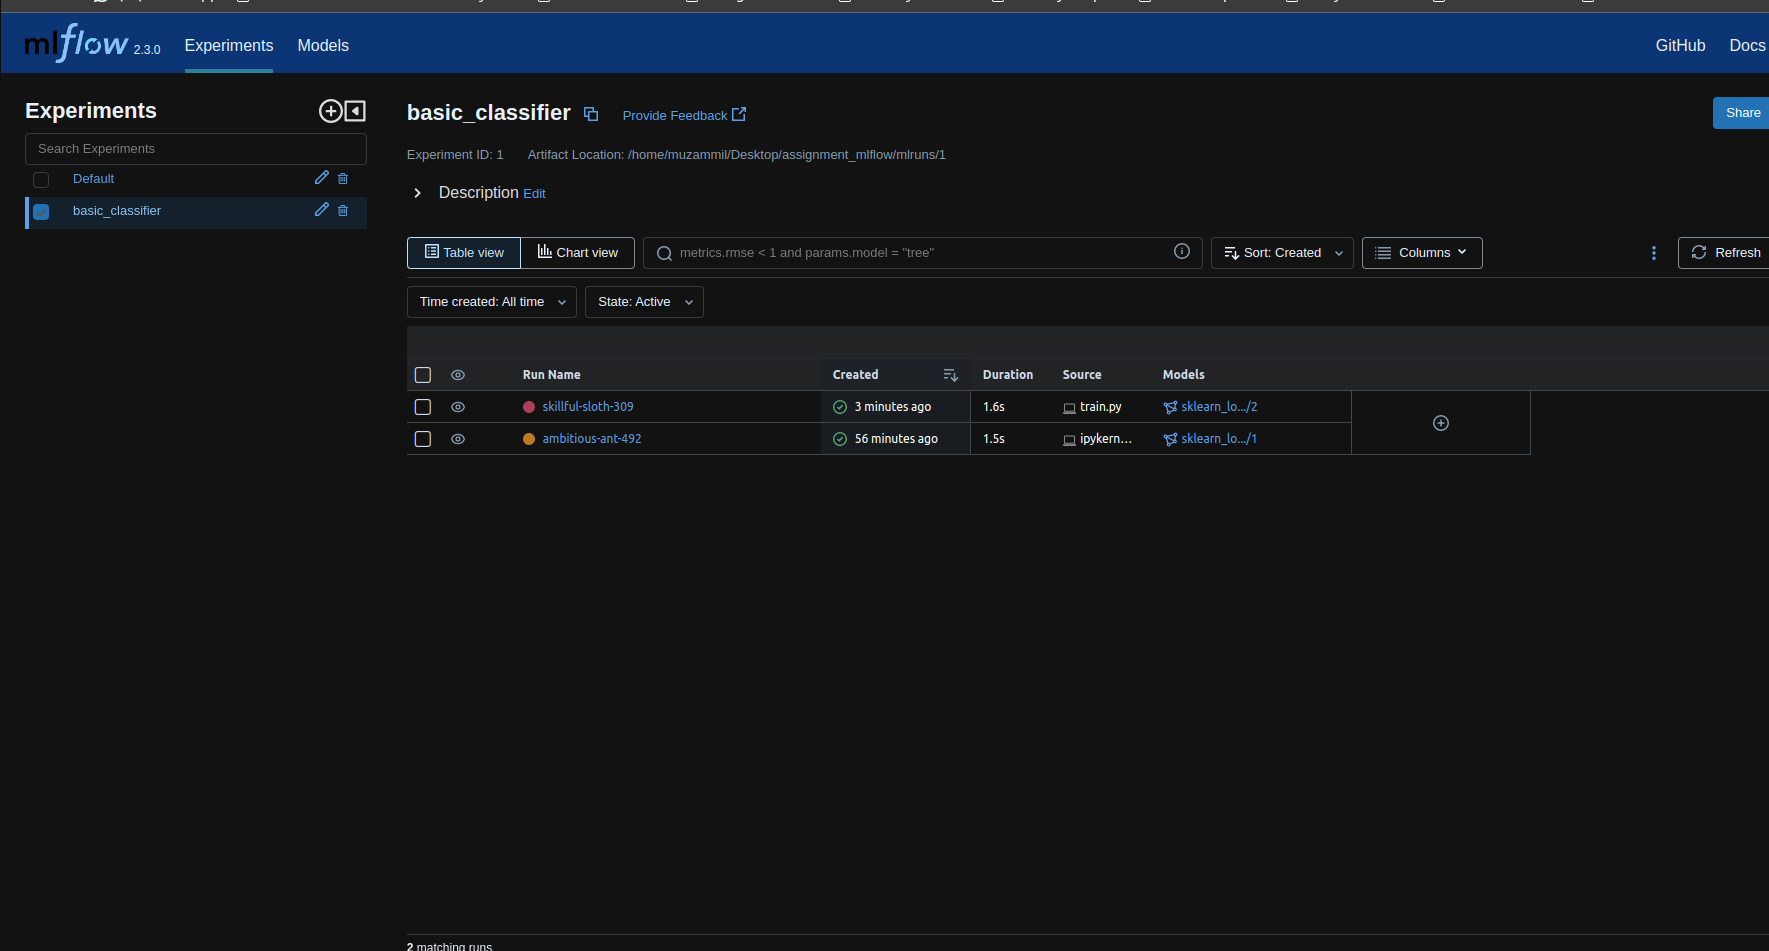 mlflow 2.3.0 Experiments Models GitHub Docs
Experiments
Search Experiments
Default
basic_classifier
basic_classifier Provide Feedback Share
Experiment ID: 1 Artifact Location: /home/muzammil/Desktop/assignment_mlflow/mlruns/1
Description Edit
Table view Chart view metrics.rmse < 1 and params.model = "tree" Sort: Created Columns Refresh
Time created: All time State: Active
Run Name Created Duration Source Models
skillful-sloth-309 3 minutes ago 1.6s train.py sklearn_lo.../2
ambitious-ant-492 56 minutes ago 1.5s ipykern... sklearn_lo.../1
2 matching runs